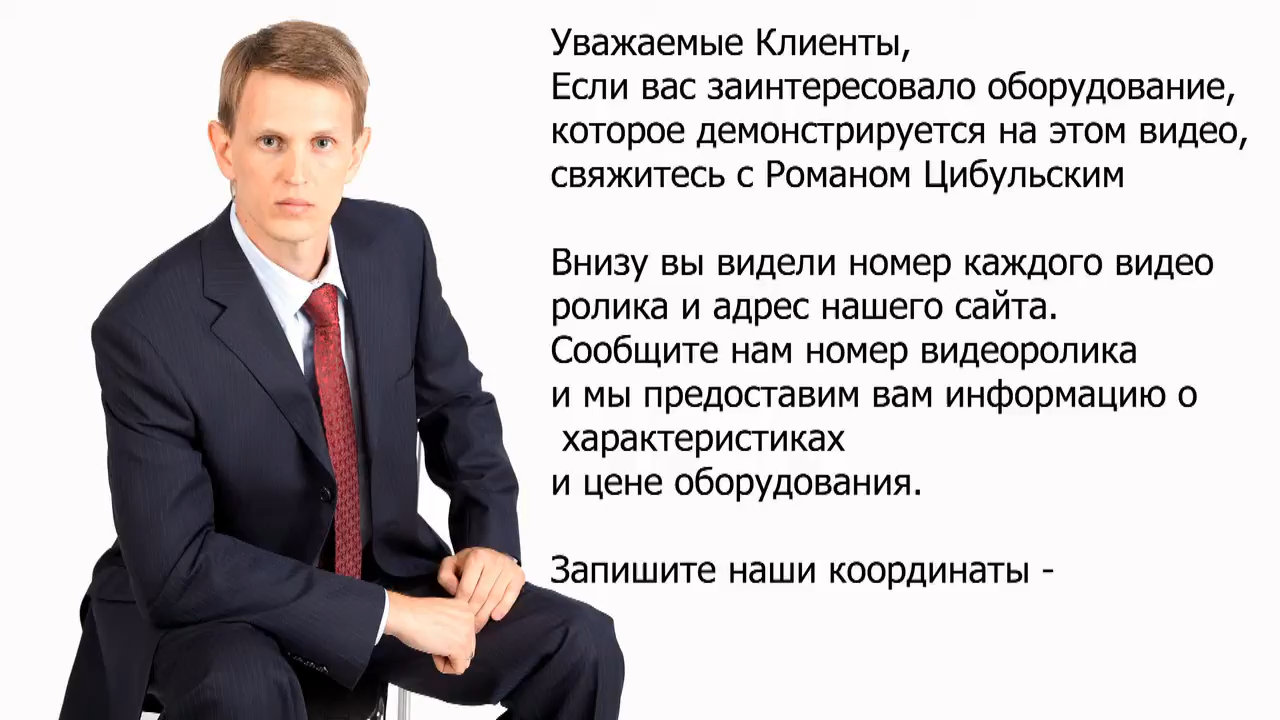 Уважаемые Клиенты,
Если вас заинтересовало оборудование,
которое демонстрируется на этом видео,
свяжитесь с Романом Цибульским
Внизу вы видели номер каждого видео
ролика и адрес нашего сайта.
Сообщите нам номер видеоролика
и мы предоставим вам информацию о
характеристиках
и цене оборудования.
Запишите наши координаты -